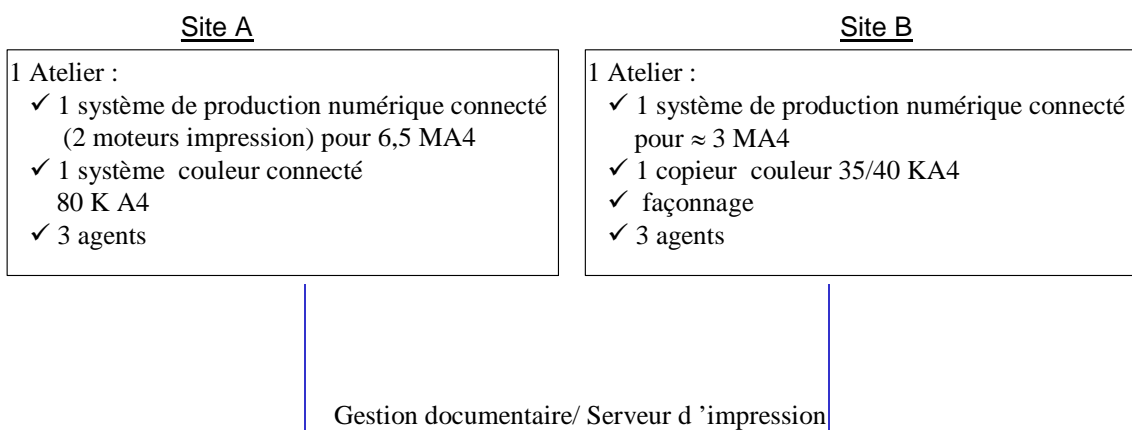 Site A
1 Atelier :
✓ 1 système de production numérique connecté
(2 moteurs impression) pour 6,5 MA4
✓ 1 système couleur connecté
80 K A4
✓ 3 agents
Site B
1 Atelier :
✓ 1 système de production numérique connecté
pour ≈ 3 MA4
✓ 1 copieur couleur 35/40 KA4
✓ façonnage
✓ 3 agents
Gestion documentaire/ Serveur d ’impression